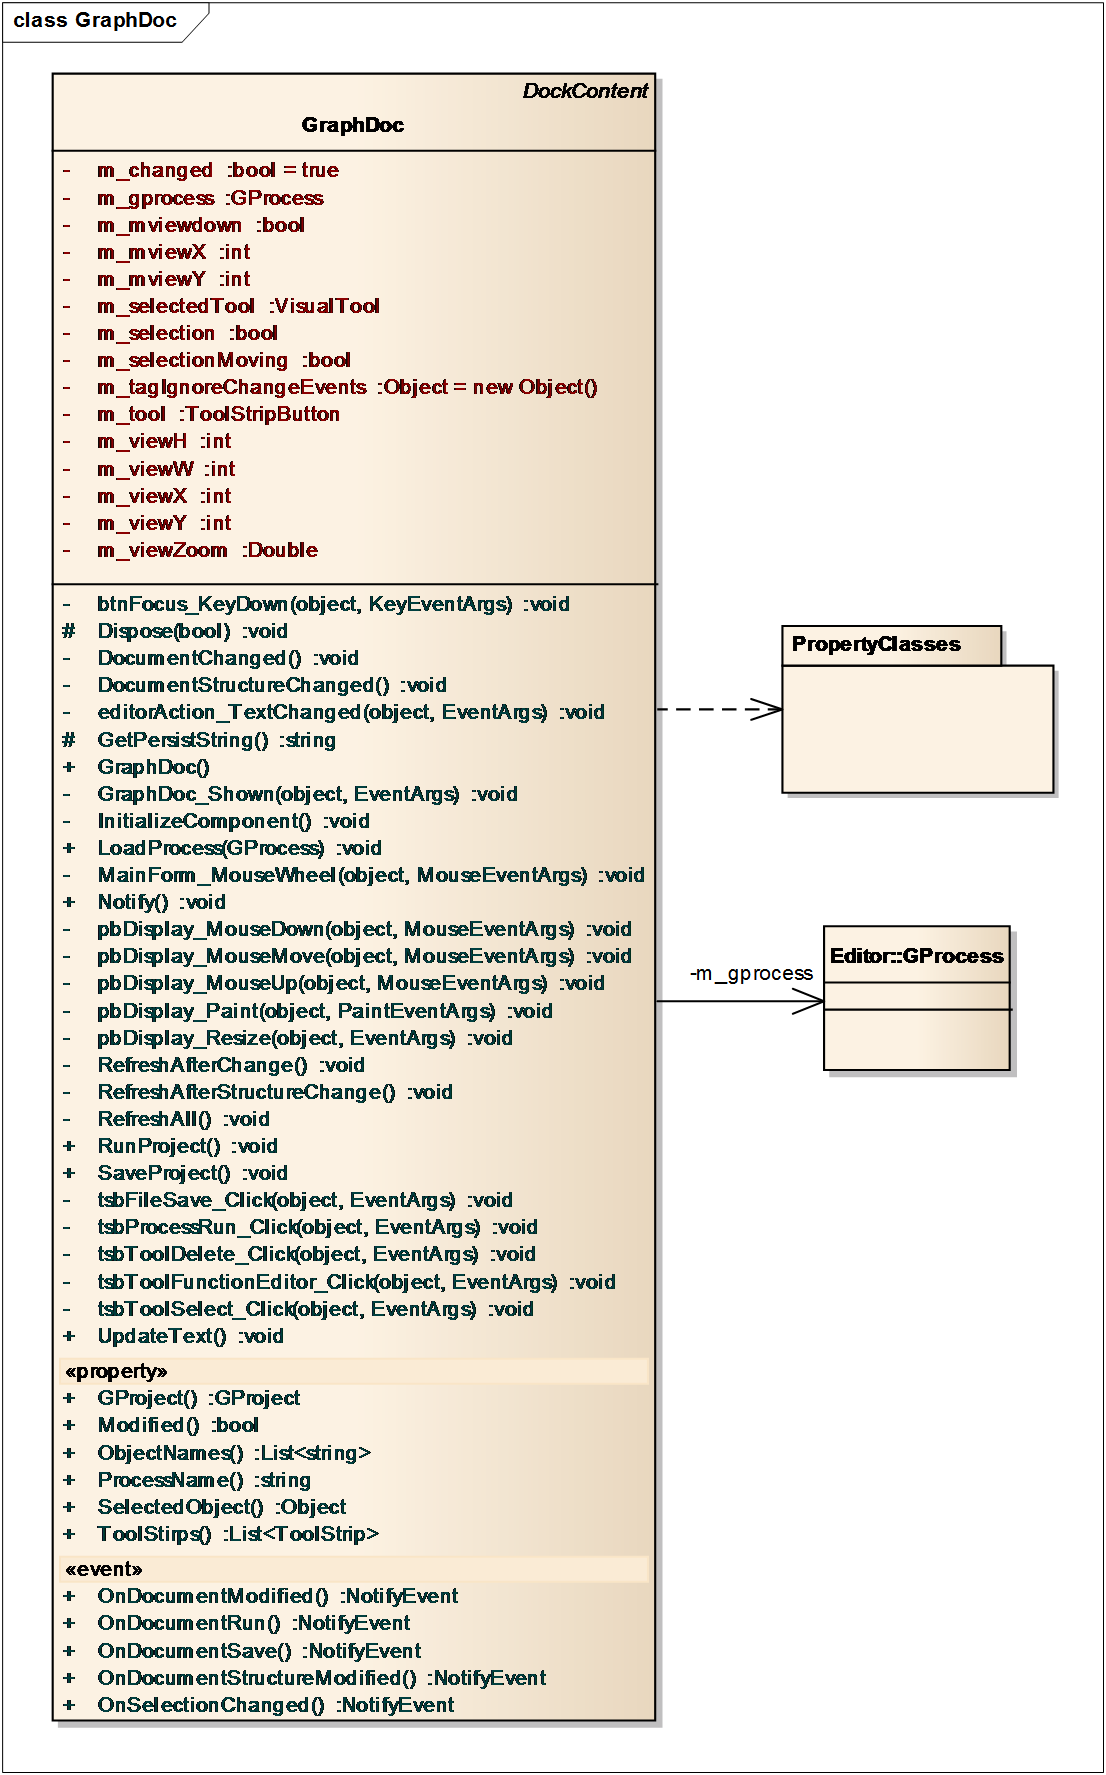 class GraphDoc
DockContent
GraphDoc
- m_changed :bool = true
- m_gprocess :GProcess
- m_mviewdown :bool
- m_mviewX :int
- m_mviewY :int
- m_selectedTool :VisualTool
- m_selection :bool
- m_selectionMoving :bool
- m_tagIgnoreChangeEvents :Object = new Object()
- m_tool :ToolStripButton
- m_viewH :int
- m_viewW :int
- m_viewX :int
- m_viewY :int
- m_viewZoom :Double
- btnFocus_KeyDown(object, KeyEventArgs) :void
# Dispose(bool) :void
- DocumentChanged() :void
- DocumentStructureChanged() :void
- editorAction_TextChanged(object, EventArgs) :void
# GetPersistString() :string
+ GraphDoc()
- GraphDoc_Shown(object, EventArgs) :void
- InitializeComponent() :void
+ LoadProcess(GProcess) :void
- MainForm_MouseWheel(object, MouseEventArgs) :void
+ Notify() :void
- pbDisplay_MouseDown(object, MouseEventArgs) :void
- pbDisplay_MouseMove(object, MouseEventArgs) :void
- pbDisplay_MouseUp(object, MouseEventArgs) :void
- pbDisplay_Paint(object, PaintEventArgs) :void
- pbDisplay_Resize(object, EventArgs) :void
- RefreshAfterChange() :void
- RefreshAfterStructureChange() :void
- RefreshAll() :void
+ RunProject() :void
+ SaveProject() :void
- tsbFileSave_Click(object, EventArgs) :void
- tsbProcessRun_Click(object, EventArgs) :void
- tsbToolDelete_Click(object, EventArgs) :void
- tsbToolFunctionEditor_Click(object, EventArgs) :void
- tsbToolSelect_Click(object, EventArgs) :void
+ UpdateText() :void
«property»
+ GProject() :GProject
+ Modified() :bool
+ ObjectNames() :List<string>
+ ProcessName() :string
+ SelectedObject() :Object
+ ToolStirps() :List<ToolStrip>
«event»
+ OnDocumentModified() :NotifyEvent
+ OnDocumentRun() :NotifyEvent
+ OnDocumentSave() :NotifyEvent
+ OnDocumentStructureModified() :NotifyEvent
+ OnSelectionChanged() :NotifyEvent
PropertyClasses
-m_gprocess
Editor::GProcess